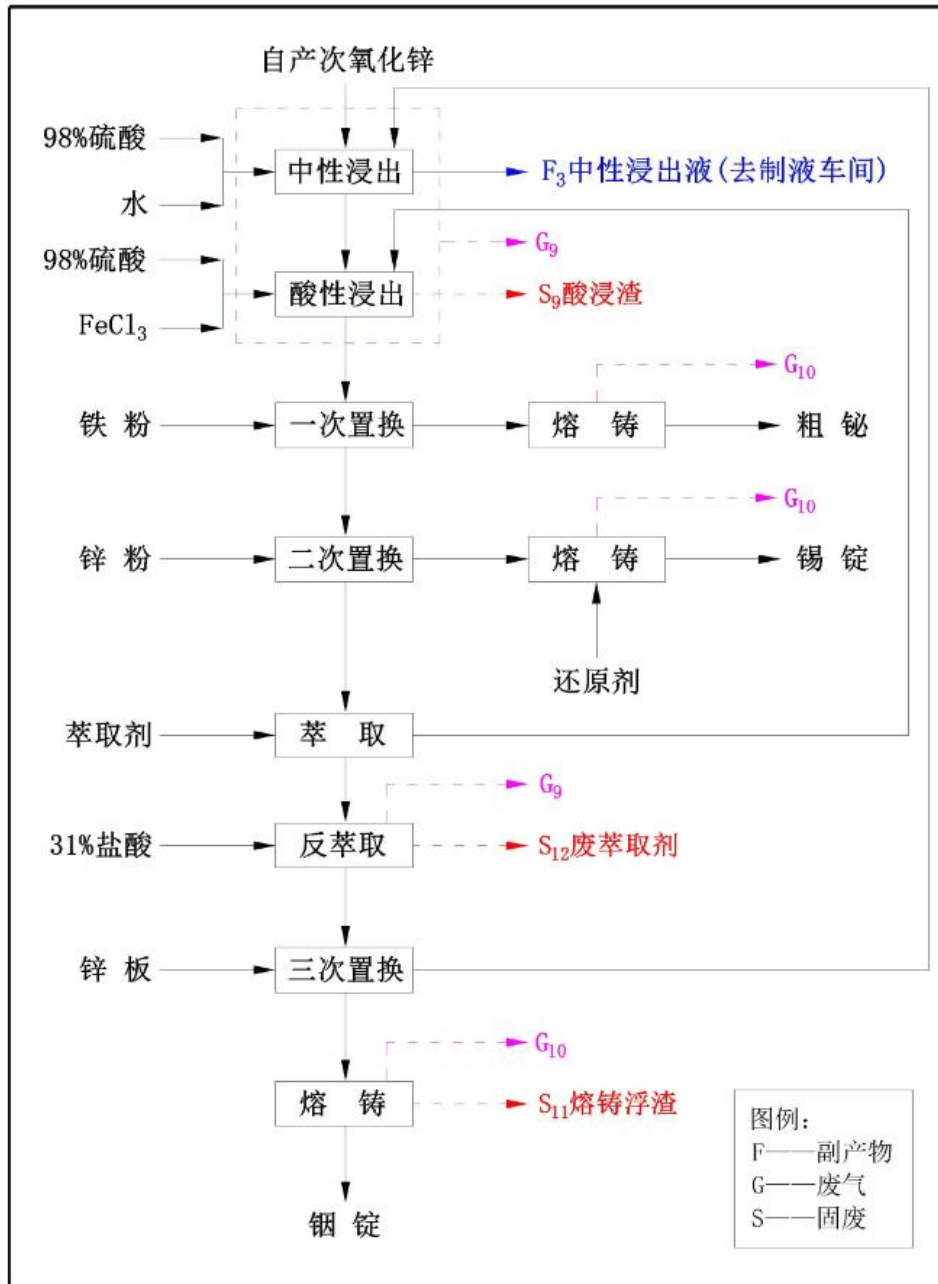 自产次氧化锌
98%硫酸
中性浸出
F3中性浸出液(去制液车间)
水
98%硫酸
G9
酸性浸出
S9酸浸渣
FeCl3
G10
铁 粉
一次置换
熔 铸
粗 铋
G10
锌 粉
二次置换
熔 铸
锡 锭
还原剂
萃取剂
萃 取
G9
31%盐酸
反萃取
S12废萃取剂
锌 板
三次置换
G10
熔 铸
S11熔铸浮渣
铟 锭
图例:
F——副产物
G——废气
S——固废